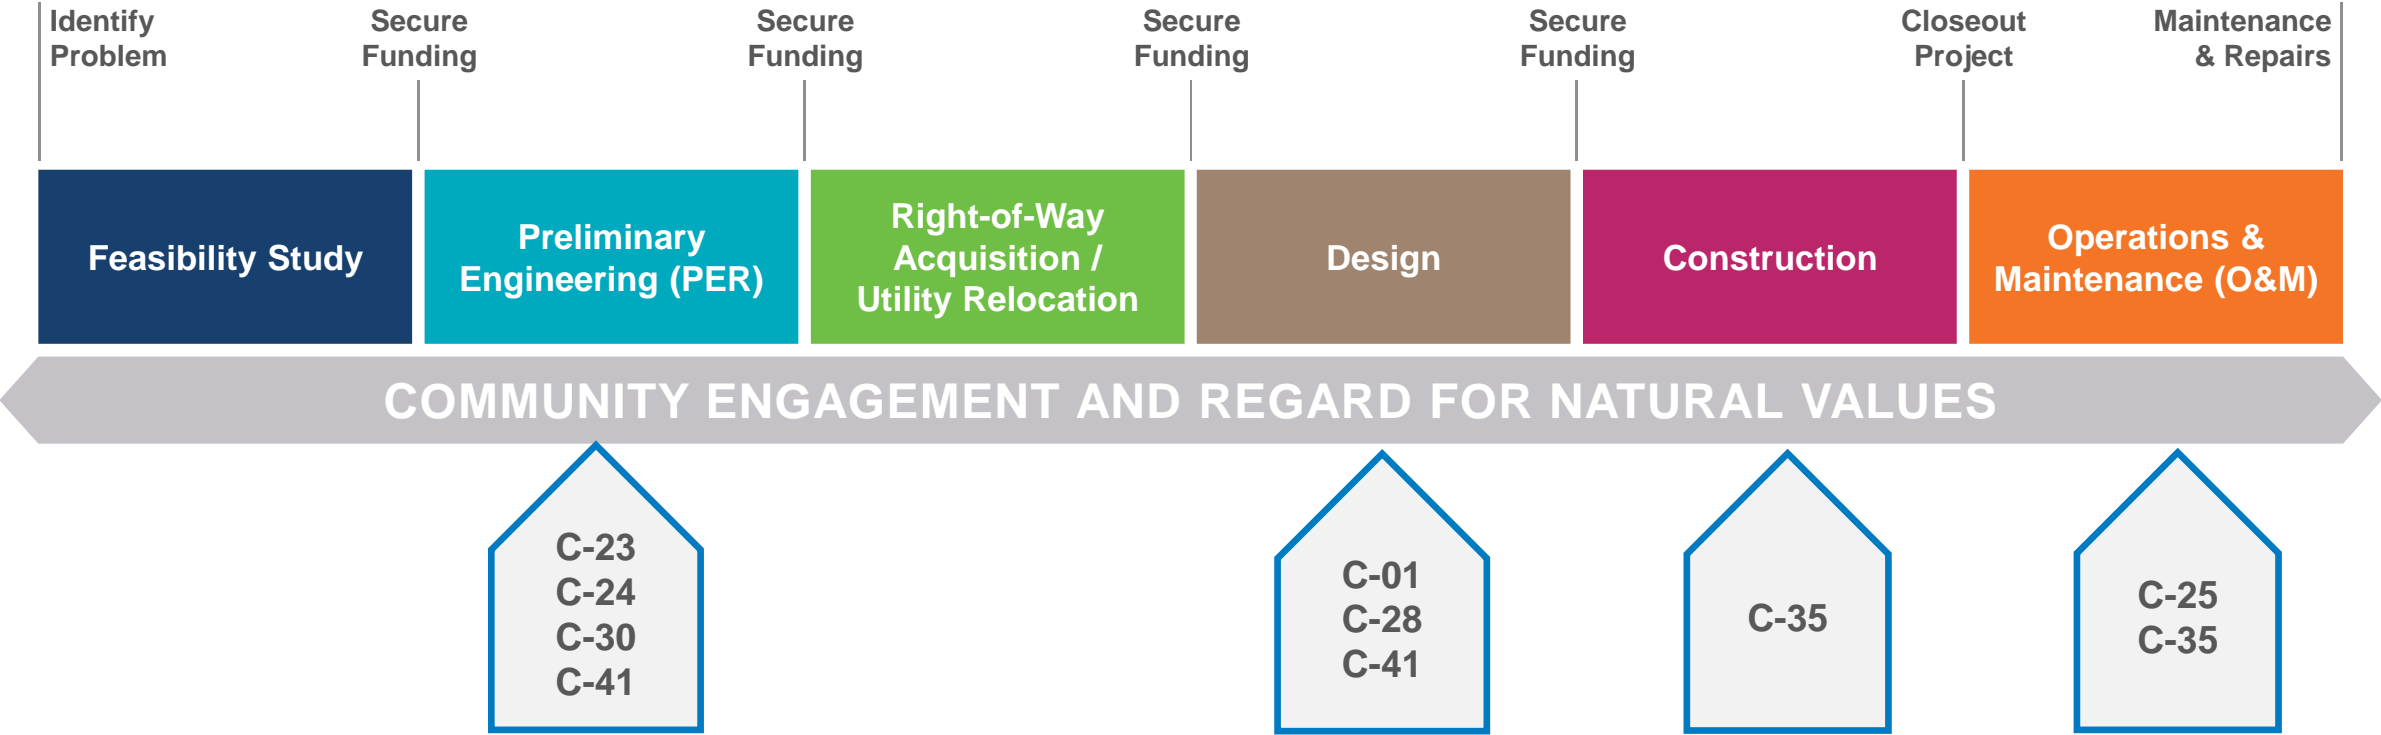 Identify
Problem
Secure
Funding
Secure
Funding
Secure
Funding
Secure
Funding
Closeout
Project
Maintenance
& Repairs
Feasibility Study
Preliminary
Engineering (PER)
Right-of-Way
Acquisition /
Utility Relocation
Design
Construction
Operations &
Maintenance (O&M)
COMMUNITY ENGAGEMENT AND REGARD FOR NATURAL VALUES
C-23
C-24
C-30
C-41
C-01
C-28
C-41
C-35
C-25
C-35